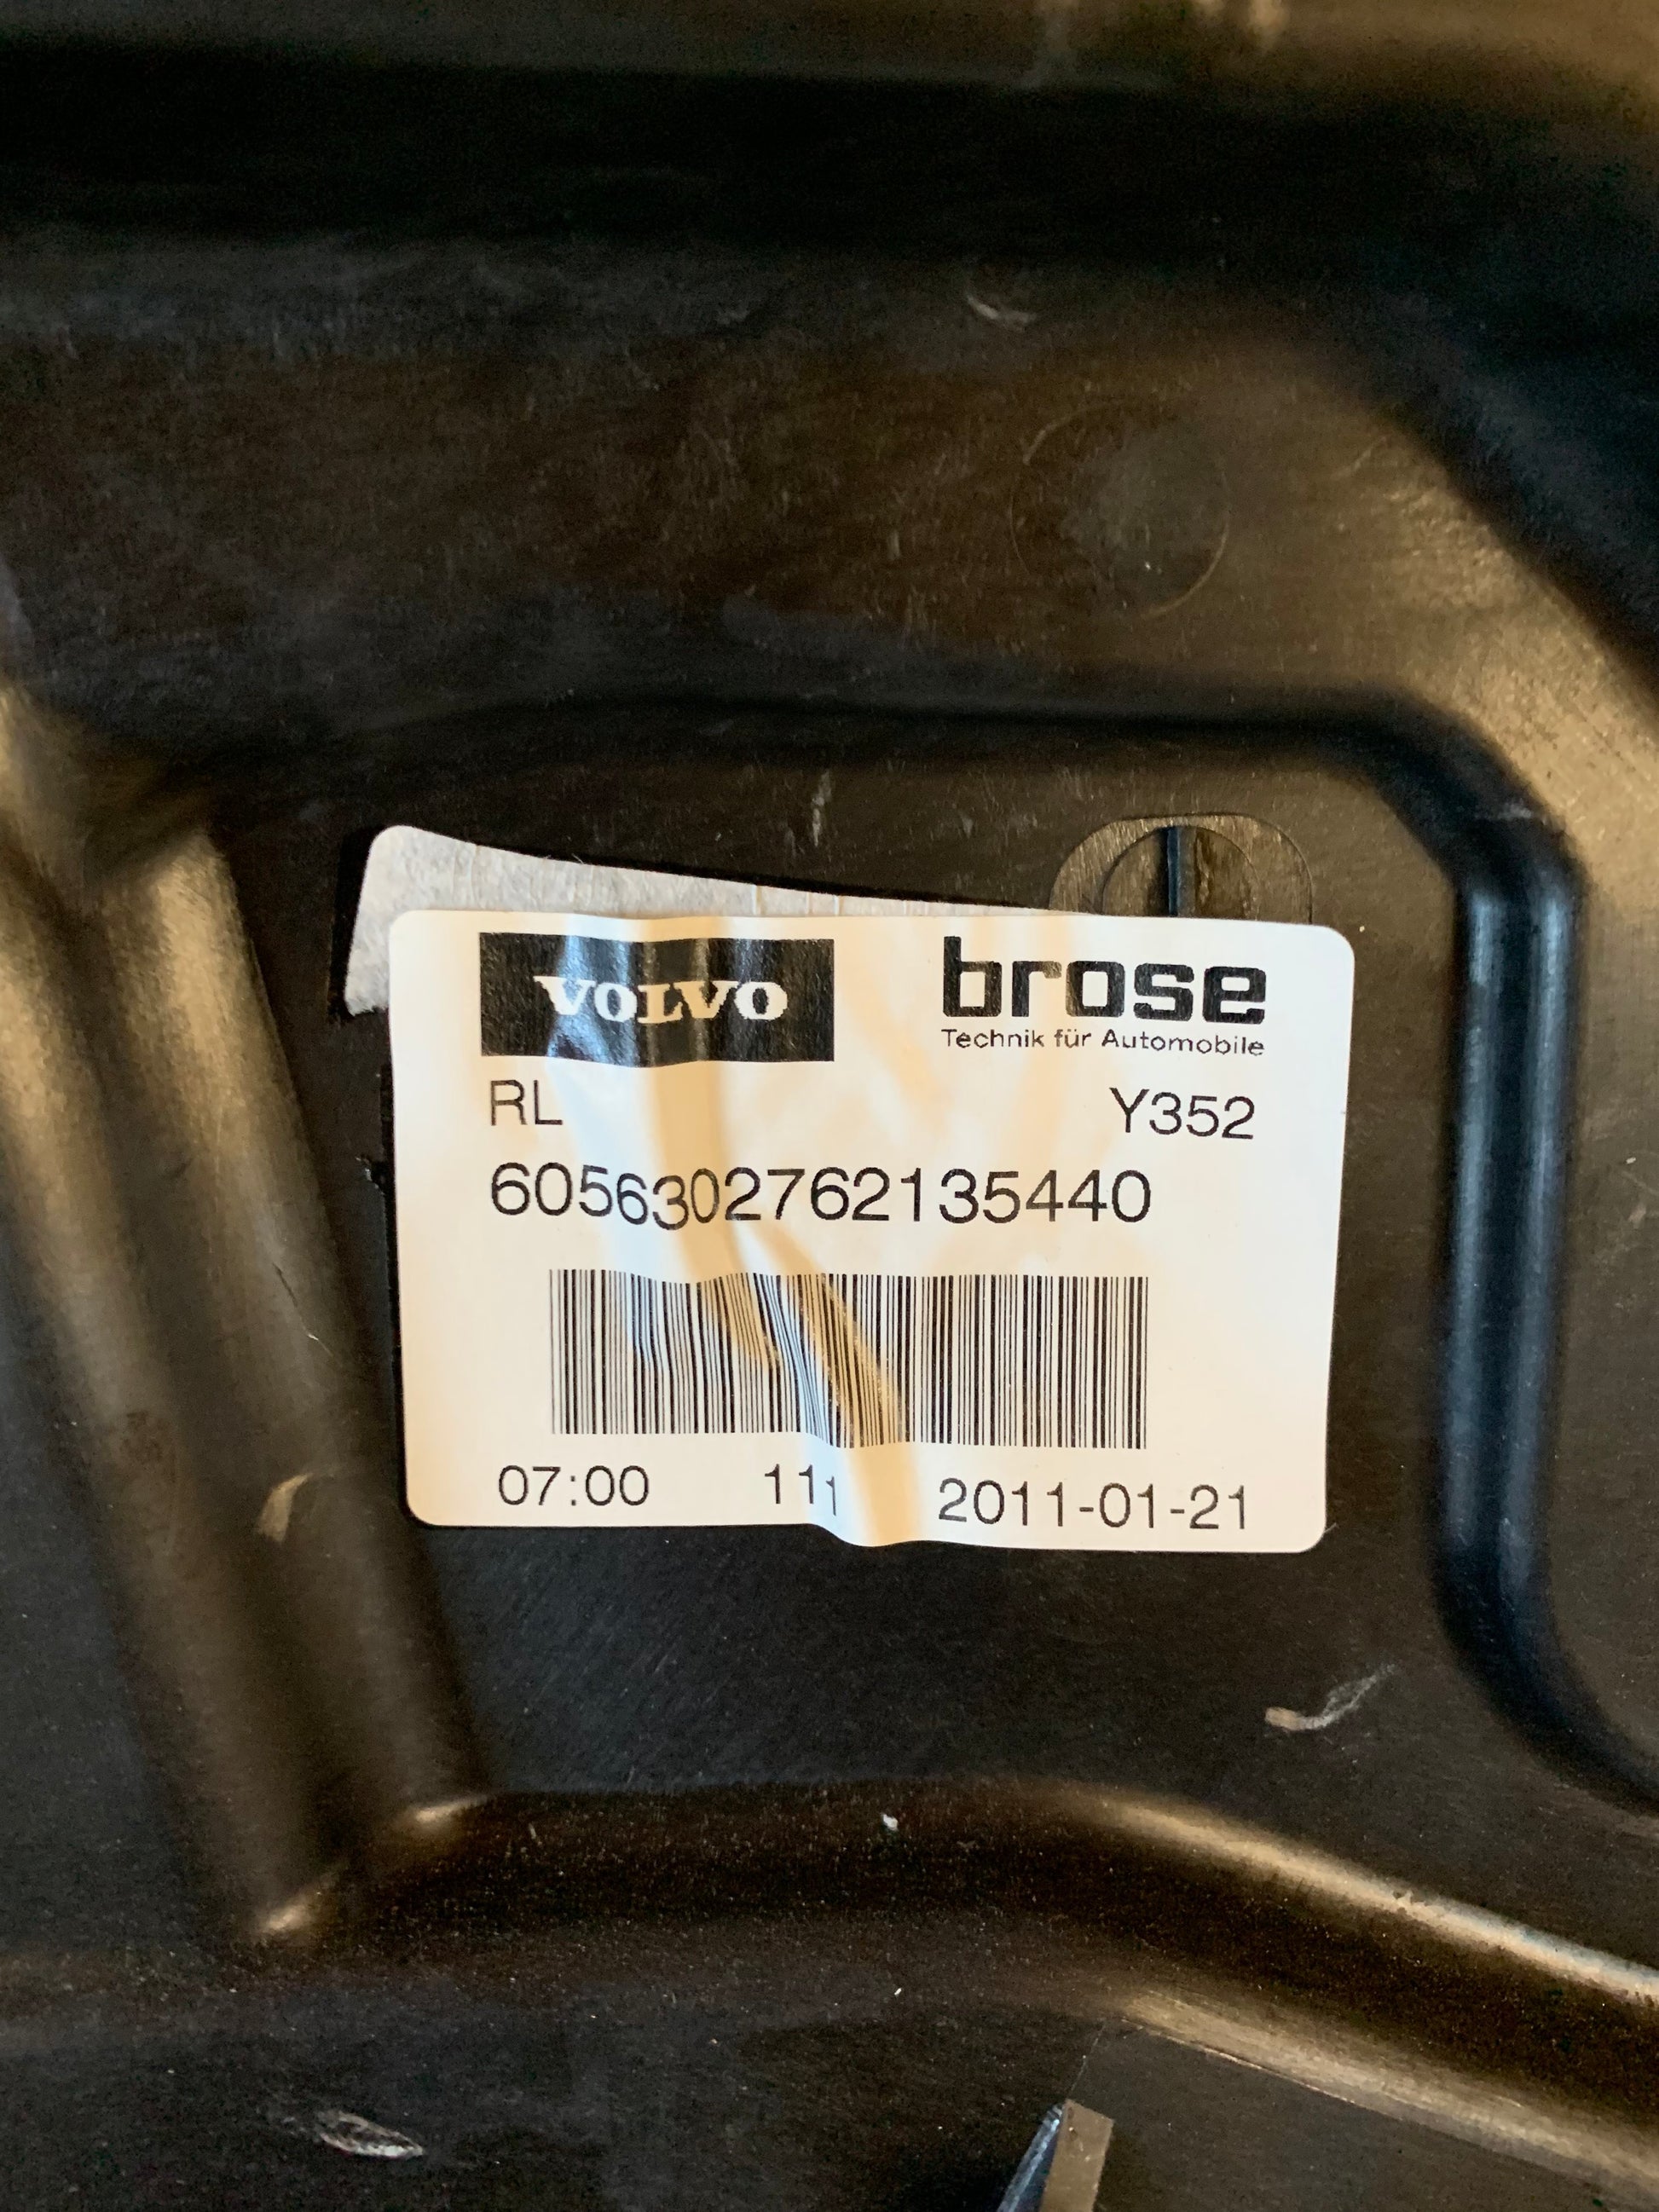 VOLVO brose
Technik für Automobile
RL Y352
6056302762135440
07:00 111 2011-01-21